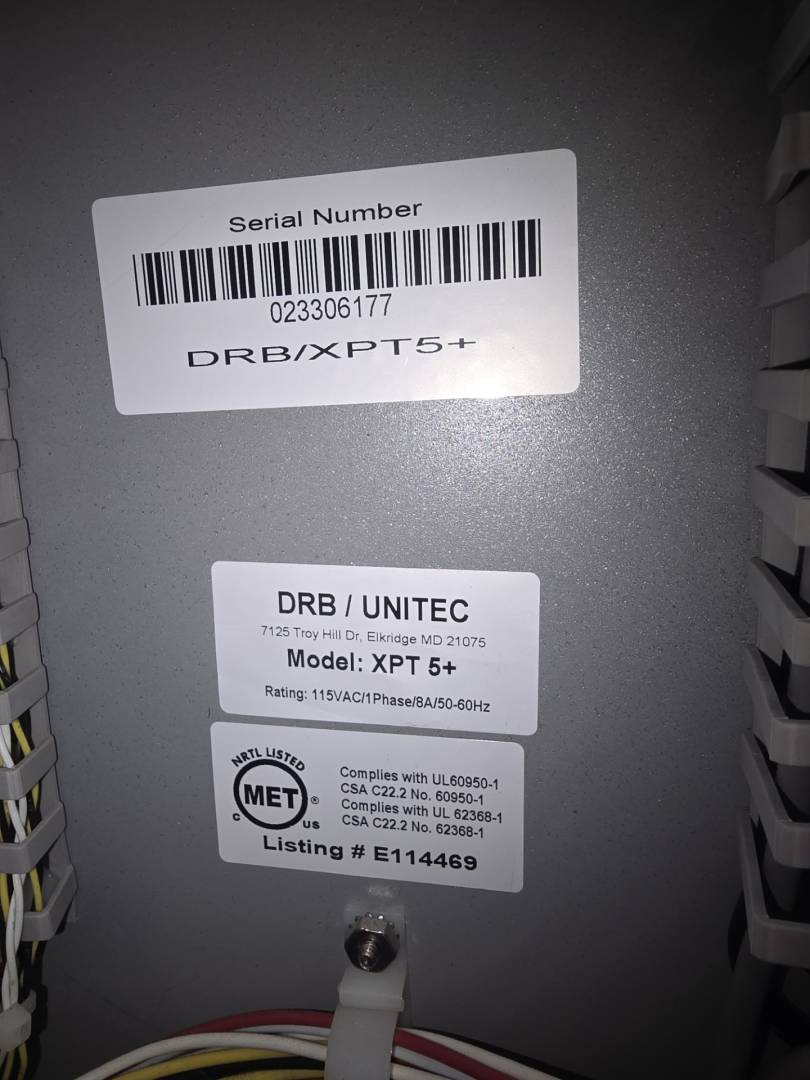 Serial Number
023306177
DRB/XPT5+
DRB / UNITEC
7125 Troy Hill Dr, Elkridge MD 21075
Model: XPT 5+
Rating: 115VAC/1Phase/8A/50-60Hz
NRTL LISTED
MET ®
C US
Complies with UL60950-1
CSA C22.2 No. 60950-1
Complies with UL 62368-1
CSA C22.2 No. 62368-1
Listing # E114469